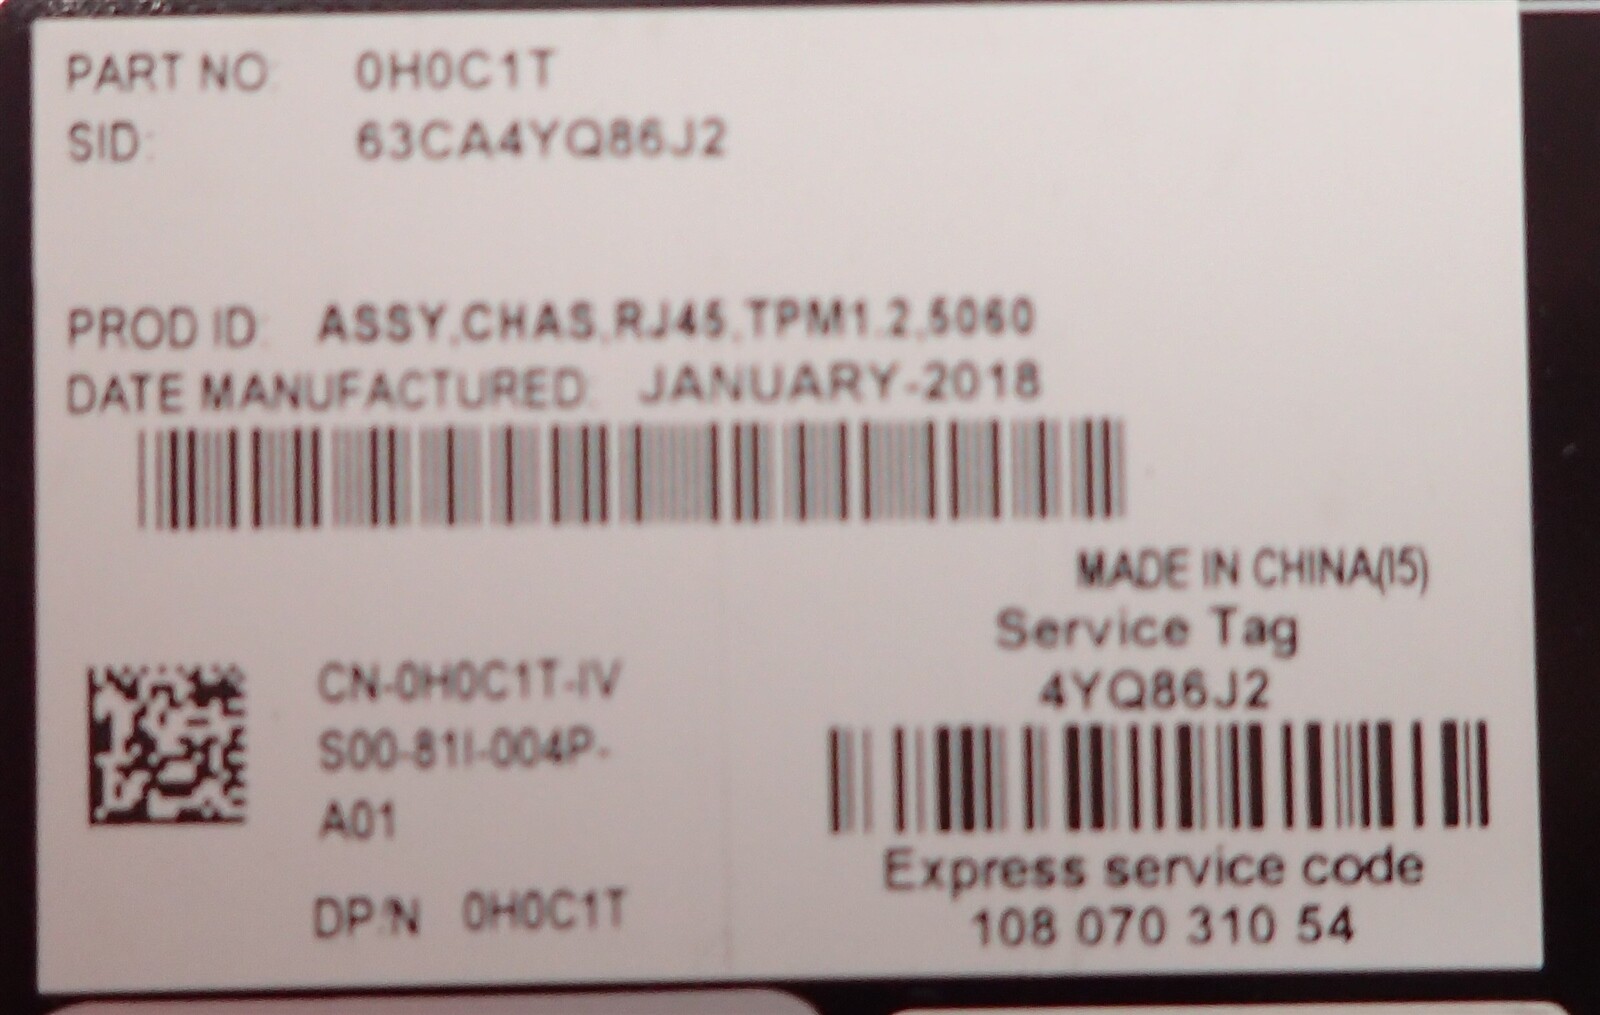 PART NO: 0H0C1T
SID: 63CA4YQ86J2
PROD ID: ASSY,CHAS,RJ45,TPM1.2,5060
DATE MANUFACTURED: JANUARY-2018
MADE IN CHINA(I5)
Service Tag
4YQ86J2
CN-0H0C1T-IV
S00-81I-004P-
A01
DP/N 0H0C1T
Express service code
108 070 310 54